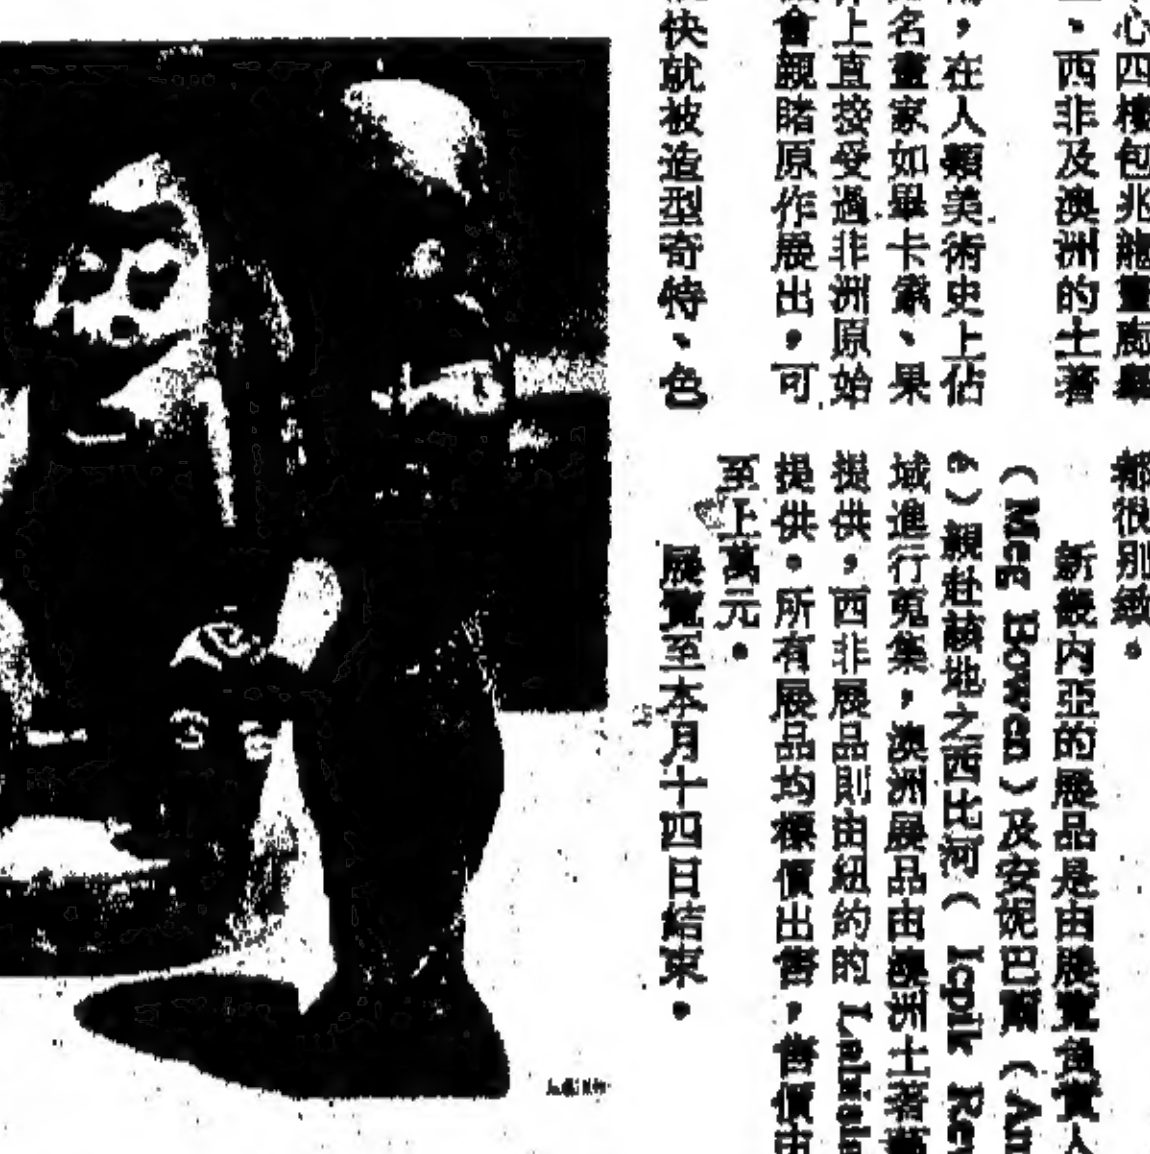 心四樓包兆龍畫廊舉
、西非及澳洲的土著
，在人類美術史上佔
名畫家如畢卡索、果
上直接受過非洲原始
會親睹原作展出，可
快就被造型奇特、色
都很別緻。
新畿內亞的展品是由展覽負責人
（Meg Bowen）及安妮巴爾（An
e）親赴該地之西比河（
域進行蒐集，澳洲展品由澳洲土著藝
提供，西非展品則由紐約的
提供。所有展品均標價出售，售價由
至上萬元。
展覽至本月十四日結束。